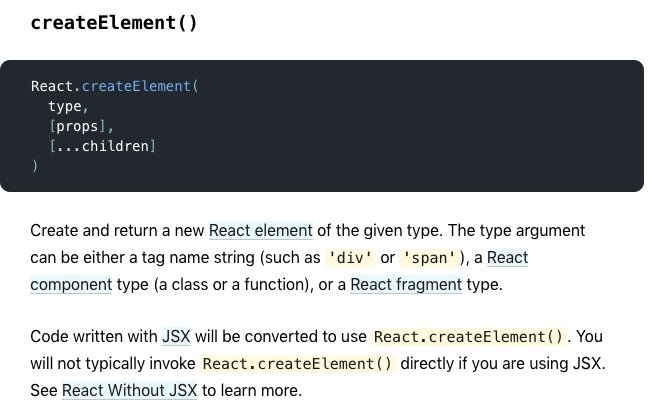 createElement()
React.createElement(
type,
[props],
[...children]
)
Create and return a new React element of the given type. The type argument
can be either a tag name string (such as 'div' or 'span'), a React
component type (a class or a function), or a React fragment type.
Code written with JSX will be converted to use React.createElement(). You
will not typically invoke React.createElement() directly if you are using JSX.
See React Without JSX to learn more.